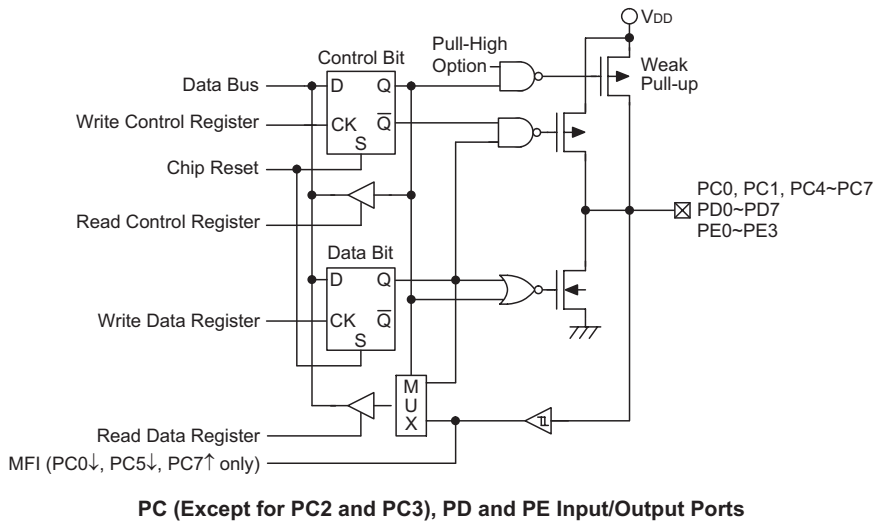 VDD
Pull-High
Option
Weak
Pull-up
Control Bit
Data Bus
D
Q
Write Control Register
CK
Q̅
S
Chip Reset
Read Control Register
PC0, PC1, PC4~PC7
PD0~PD7
PE0~PE3
Data Bit
D
Q
Write Data Register
CK
Q̅
S
M
U
X
Read Data Register
MFI (PC0↓, PC5↓, PC7↑ only)
PC (Except for PC2 and PC3), PD and PE Input/Output Ports